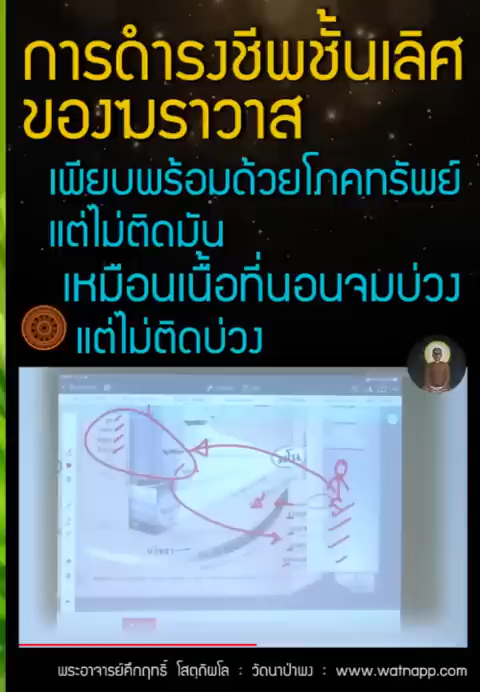 การดำรงชีพชั้นเลิศ
ของฆราวาส
เพียบพร้อมด้วยโภคทรัพย์
แต่ไม่ติดมัน
เหมือนเนื้อที่นอนจมบ่วง
แต่ไม่ติดบ่วง
พระอาจารย์คึกฤทธิ์ โสตฺถิผโล : วัดนาป่าพง : www.watnapp.com